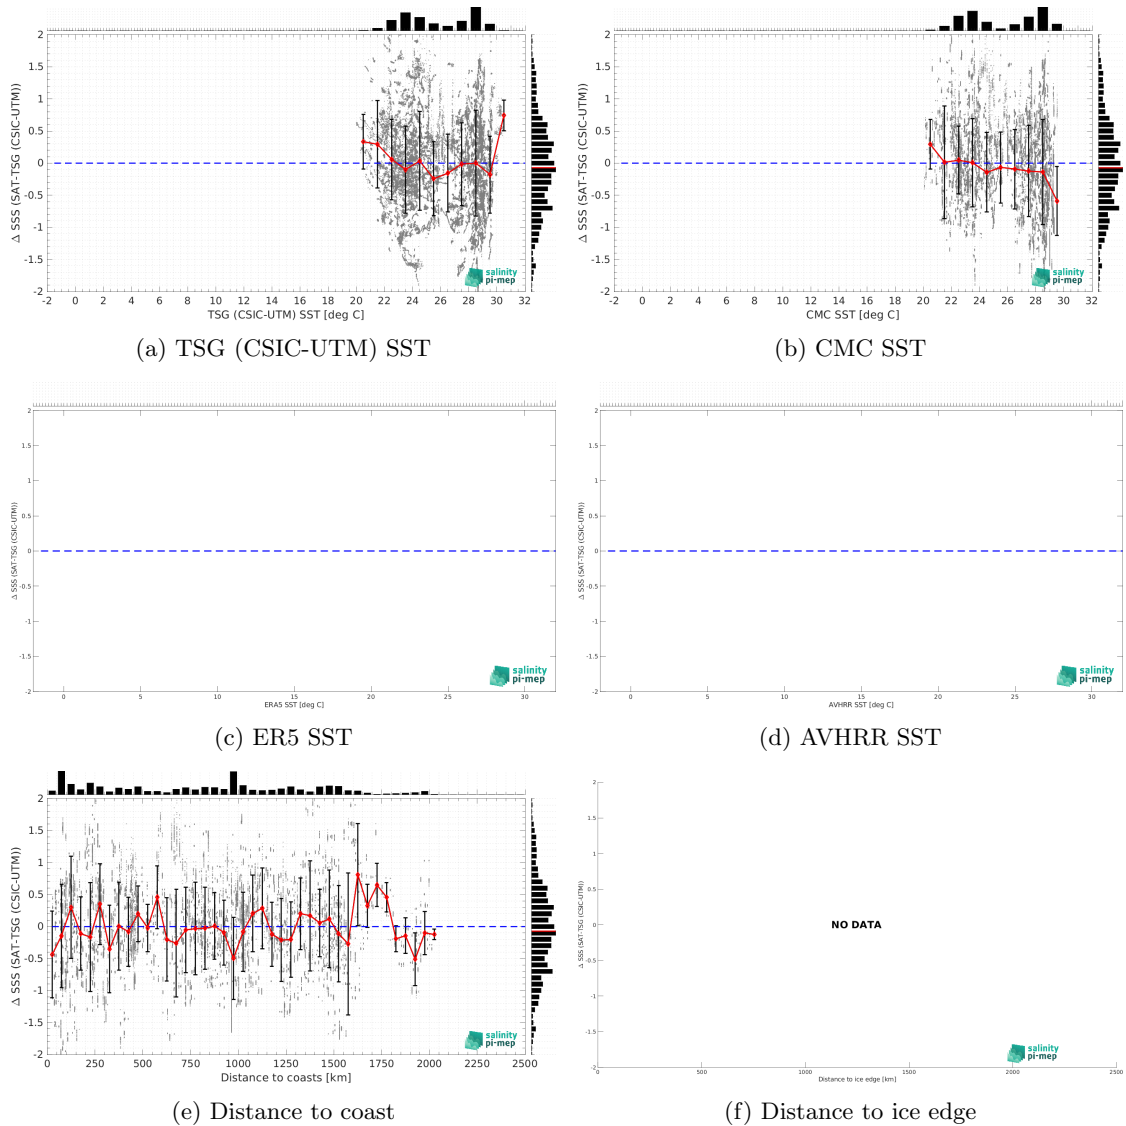 Δ SSS (SAT-TSG (CSIC-UTM))
2
1.5
1
0.5
0
-0.5
-1
-1.5
-2
-2 0 2 4 6 8 10 12 14 16 18 20 22 24 26 28 30 32
TSG (CSIC-UTM) SST [deg C]
salinity
pi-mep
(a) TSG (CSIC-UTM) SST
Δ SSS (SAT-TSG (CSIC-UTM))
2
1.5
1
0.5
0
-0.5
-1
-1.5
-2
-2 0 2 4 6 8 10 12 14 16 18 20 22 24 26 28 30 32
CMC SST [deg C]
salinity
pi-mep
(b) CMC SST
Δ SSS (SAT-TSG (CSIC-UTM))
2
1.5
1
0.5
0
-0.5
-1
-1.5
-2
0 5 10 15 20 25 30
ERA5 SST [deg C]
salinity
pi-mep
(c) ER5 SST
Δ SSS (SAT-TSG (CSIC-UTM))
2
1.5
1
0.5
0
-0.5
-1
-1.5
-2
0 5 10 15 20 25 30
AVHRR SST [deg C]
salinity
pi-mep
(d) AVHRR SST
Δ SSS (SAT-TSG (CSIC-UTM))
2
1.5
1
0.5
0
-0.5
-1
-1.5
-2
0 250 500 750 1000 1250 1500 1750 2000 2250 2500
Distance to coasts [km]
salinity
pi-mep
(e) Distance to coast
Δ SSS (SAT-TSG (CSIC-UTM))
2
1.5
1
0.5
0
-0.5
-1
-1.5
-2
NO DATA
0 500 1000 1500 2000 2500
Distance to ice edge [km]
salinity
pi-mep
(f) Distance to ice edge